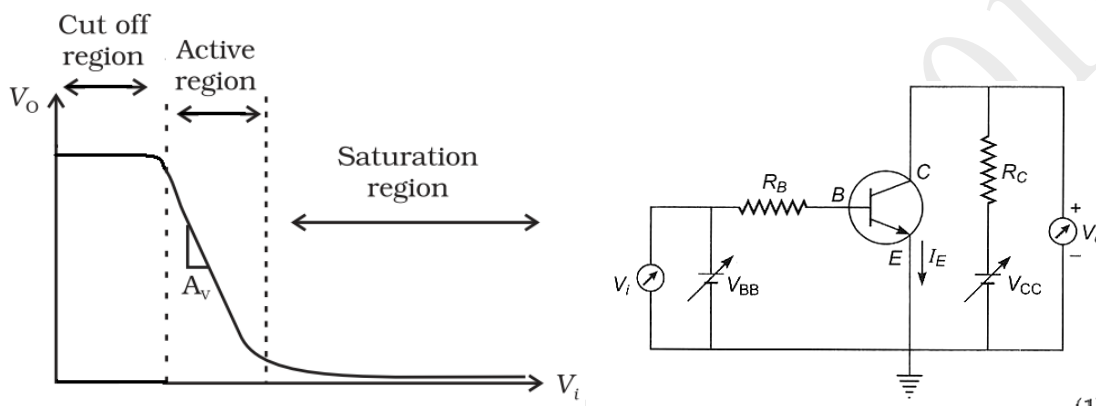 Cut off
region
Active
region
V_O
Saturation
region
A_V
V_i
R_B
B
C
R_C
E
I_E
V_i
V_BB
V_CC
+
−